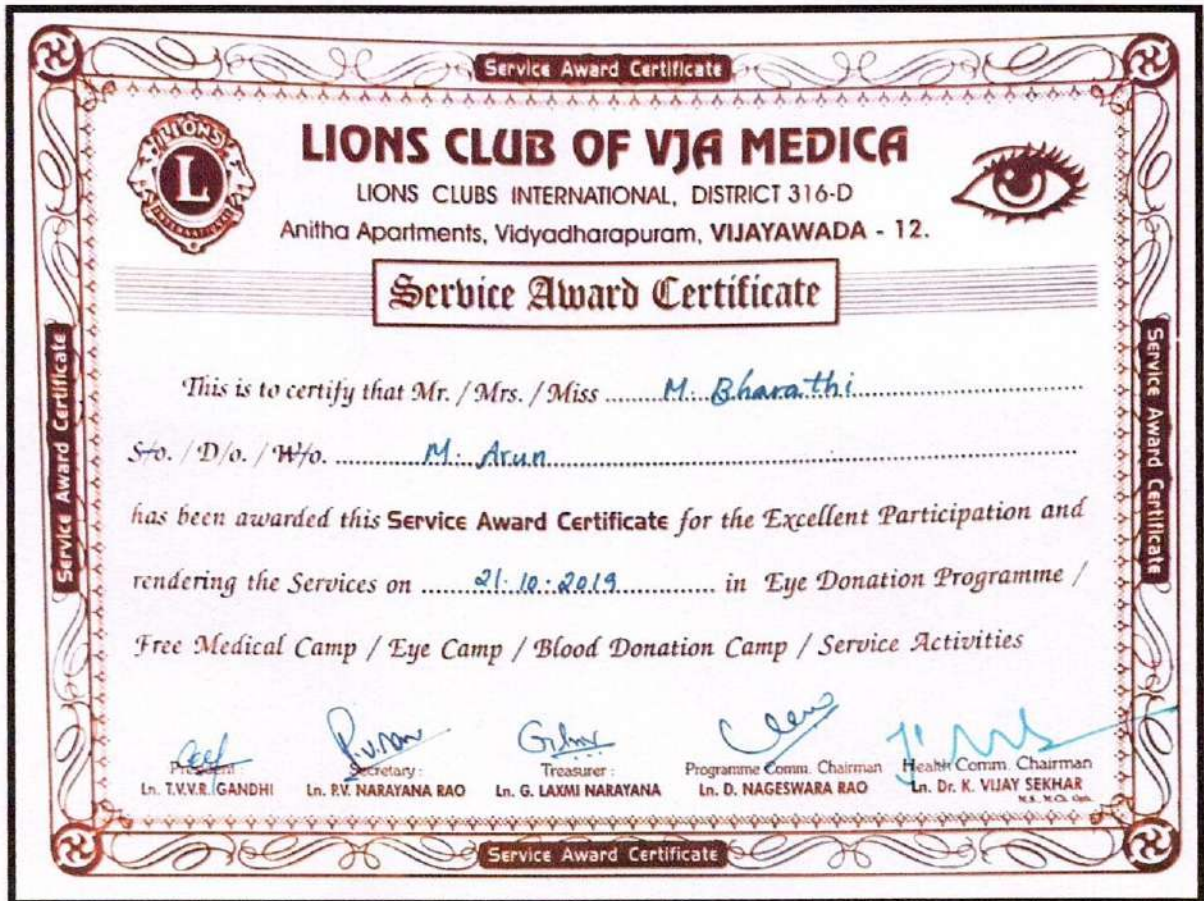 Service Award Certificate
LIONS
L
INTERNATIONAL
LIONS CLUB OF VJA MEDICA
LIONS CLUBS INTERNATIONAL, DISTRICT 316-D
Anitha Apartments, Vidyadharapuram, VIJAYAWADA - 12.
Service Award Certificate
Service Award Certificate
Service Award Certificate
This is to certify that Mr. / Mrs. / Miss ........M. Bharathi........
S/o. / D/o. / W/o. ........M. Arun........
has been awarded this Service Award Certificate for the Excellent Participation and
rendering the Services on ........21.10.2019........ in Eye Donation Programme /
Free Medical Camp / Eye Camp / Blood Donation Camp / Service Activities
President : Secretary : Treasurer : Programme Comm. Chairman Health Comm. Chairman
Ln. T.V.V.R. GANDHI Ln. P.V. NARAYANA RAO Ln. G. LAXMI NARAYANA Ln. D. NAGESWARA RAO Ln. Dr. K. VIJAY SEKHAR
Service Award Certificate